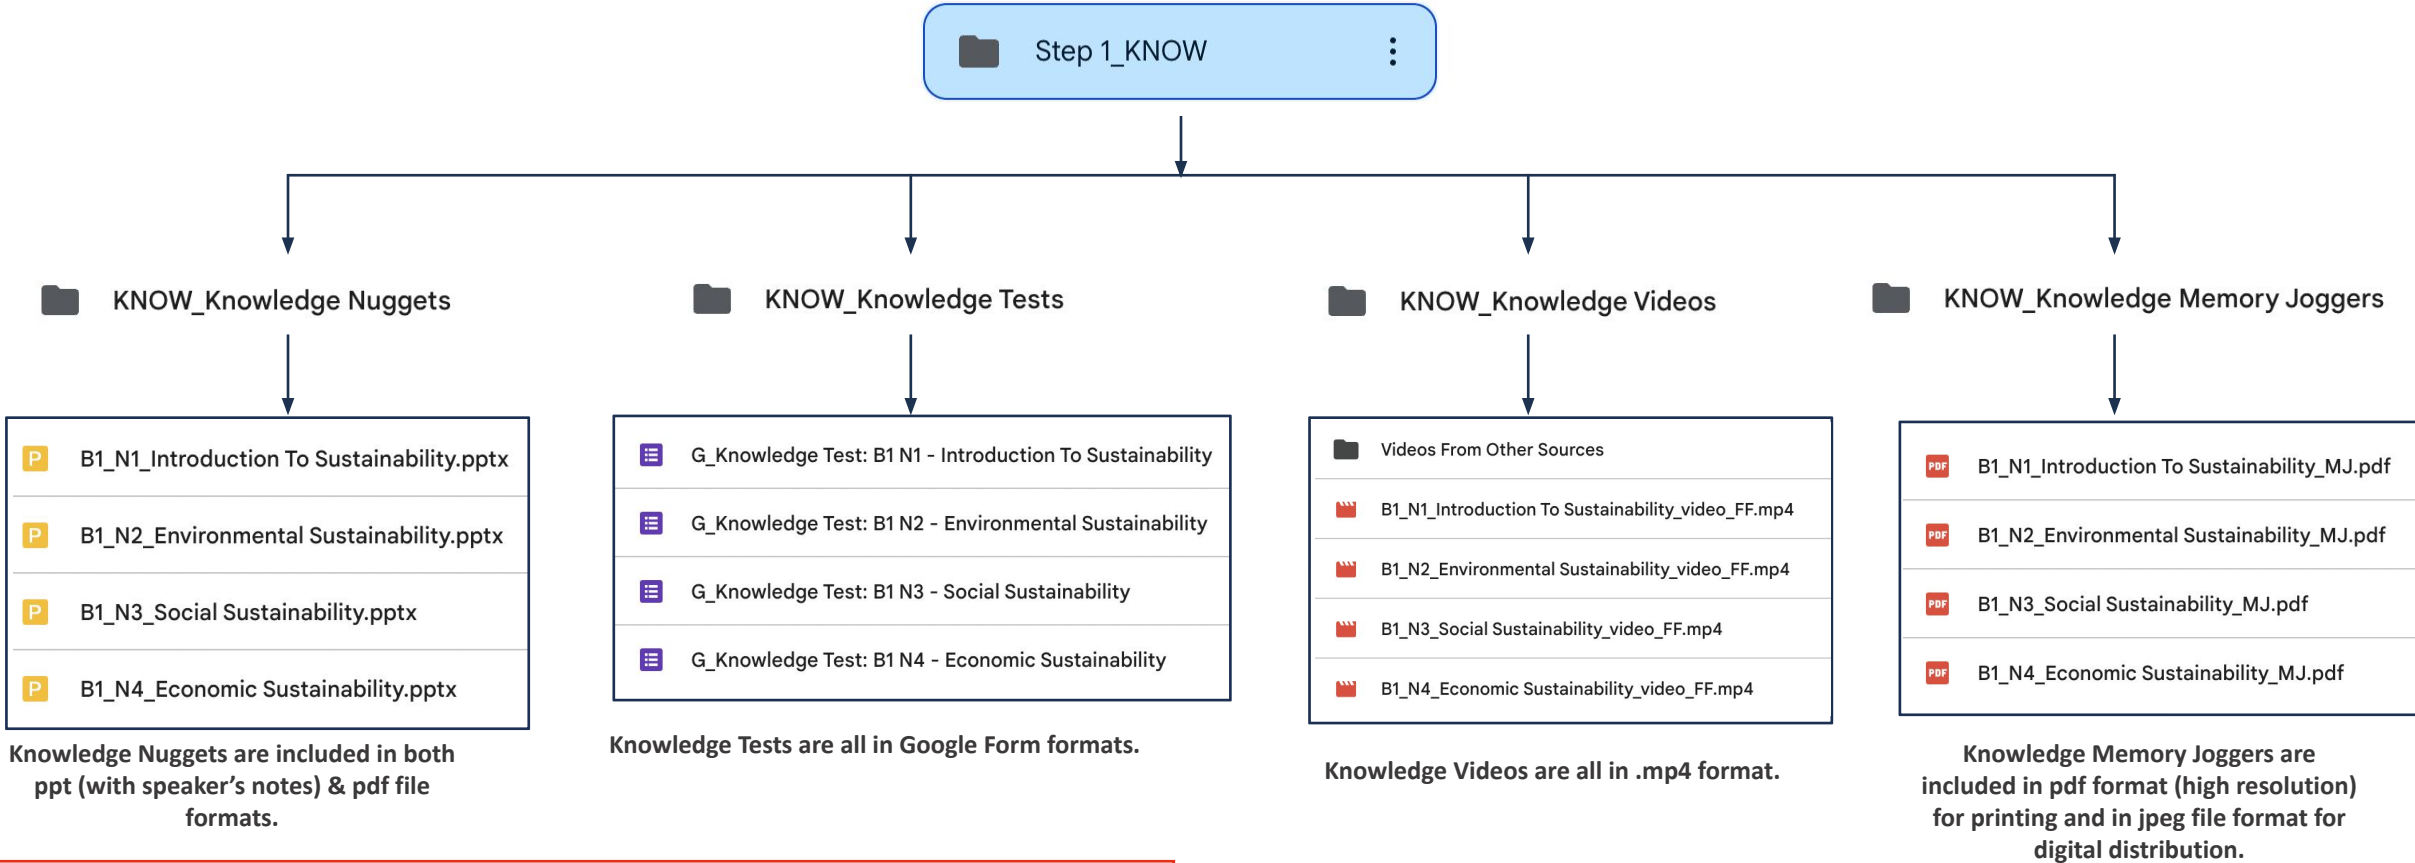 Step 1_KNOW
KNOW_Knowledge Nuggets
KNOW_Knowledge Tests
KNOW_Knowledge Videos
KNOW_Knowledge Memory Joggers
P B1_N1_Introduction To Sustainability.pptx
P B1_N2_Environmental Sustainability.pptx
P B1_N3_Social Sustainability.pptx
P B1_N4_Economic Sustainability.pptx
Knowledge Nuggets are included in both
ppt (with speaker’s notes) & pdf file
formats.
G_Knowledge Test: B1 N1 - Introduction To Sustainability
G_Knowledge Test: B1 N2 - Environmental Sustainability
G_Knowledge Test: B1 N3 - Social Sustainability
G_Knowledge Test: B1 N4 - Economic Sustainability
Knowledge Tests are all in Google Form formats.
Videos From Other Sources
B1_N1_Introduction To Sustainability_video_FF.mp4
B1_N2_Environmental Sustainability_video_FF.mp4
B1_N3_Social Sustainability_video_FF.mp4
B1_N4_Economic Sustainability_video_FF.mp4
Knowledge Videos are all in .mp4 format.
PDF B1_N1_Introduction To Sustainability_MJ.pdf
PDF B1_N2_Environmental Sustainability_MJ.pdf
PDF B1_N3_Social Sustainability_MJ.pdf
PDF B1_N4_Economic Sustainability_MJ.pdf
Knowledge Memory Joggers are
included in pdf format (high resolution)
for printing and in jpeg file format for
digital distribution.